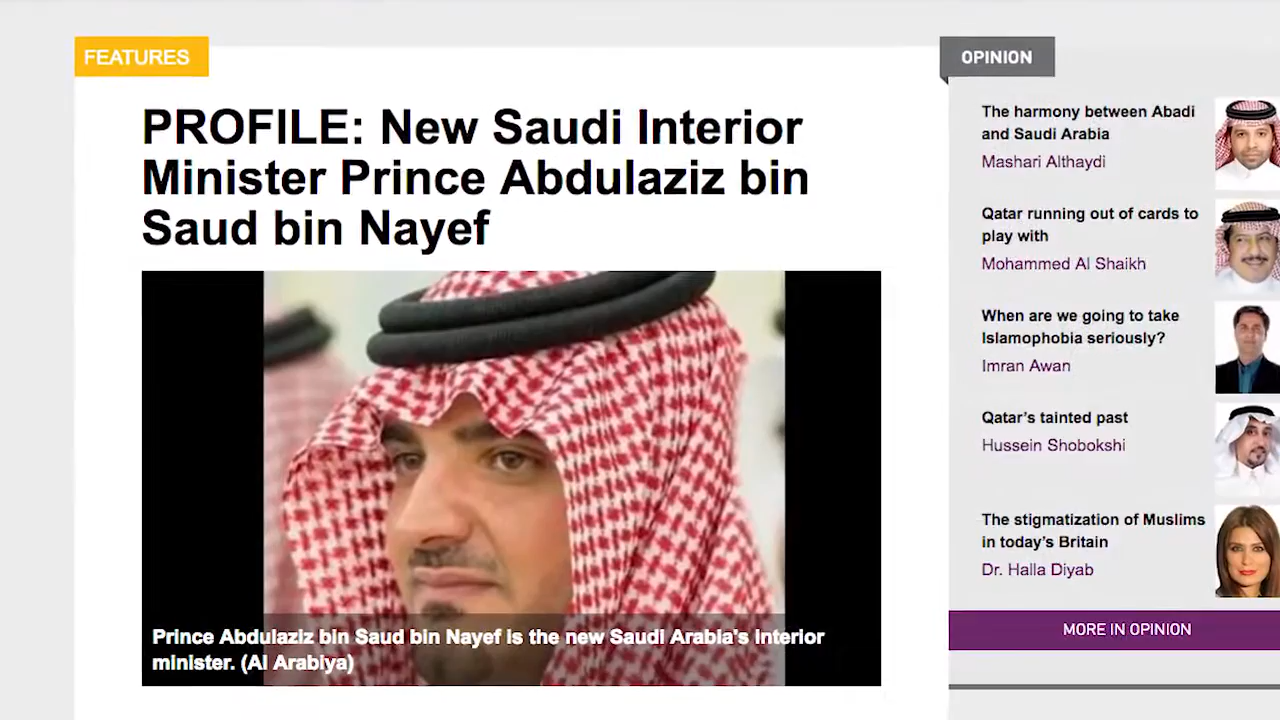 FEATURES
PROFILE: New Saudi Interior
Minister Prince Abdulaziz bin
Saud bin Nayef
Prince Abdulaziz bin Saud bin Nayef is the new Saudi Arabia's interior
minister. (Al Arabiya)
OPINION
The harmony between Abadi
and Saudi Arabia
Mashari Althaydi
Qatar running out of cards to
play with
Mohammed Al Shaikh
When are we going to take
Islamophobia seriously?
Imran Awan
Qatar's tainted past
Hussein Shobokshi
The stigmatization of Muslims
in today's Britain
Dr. Halla Diyab
MORE IN OPINION